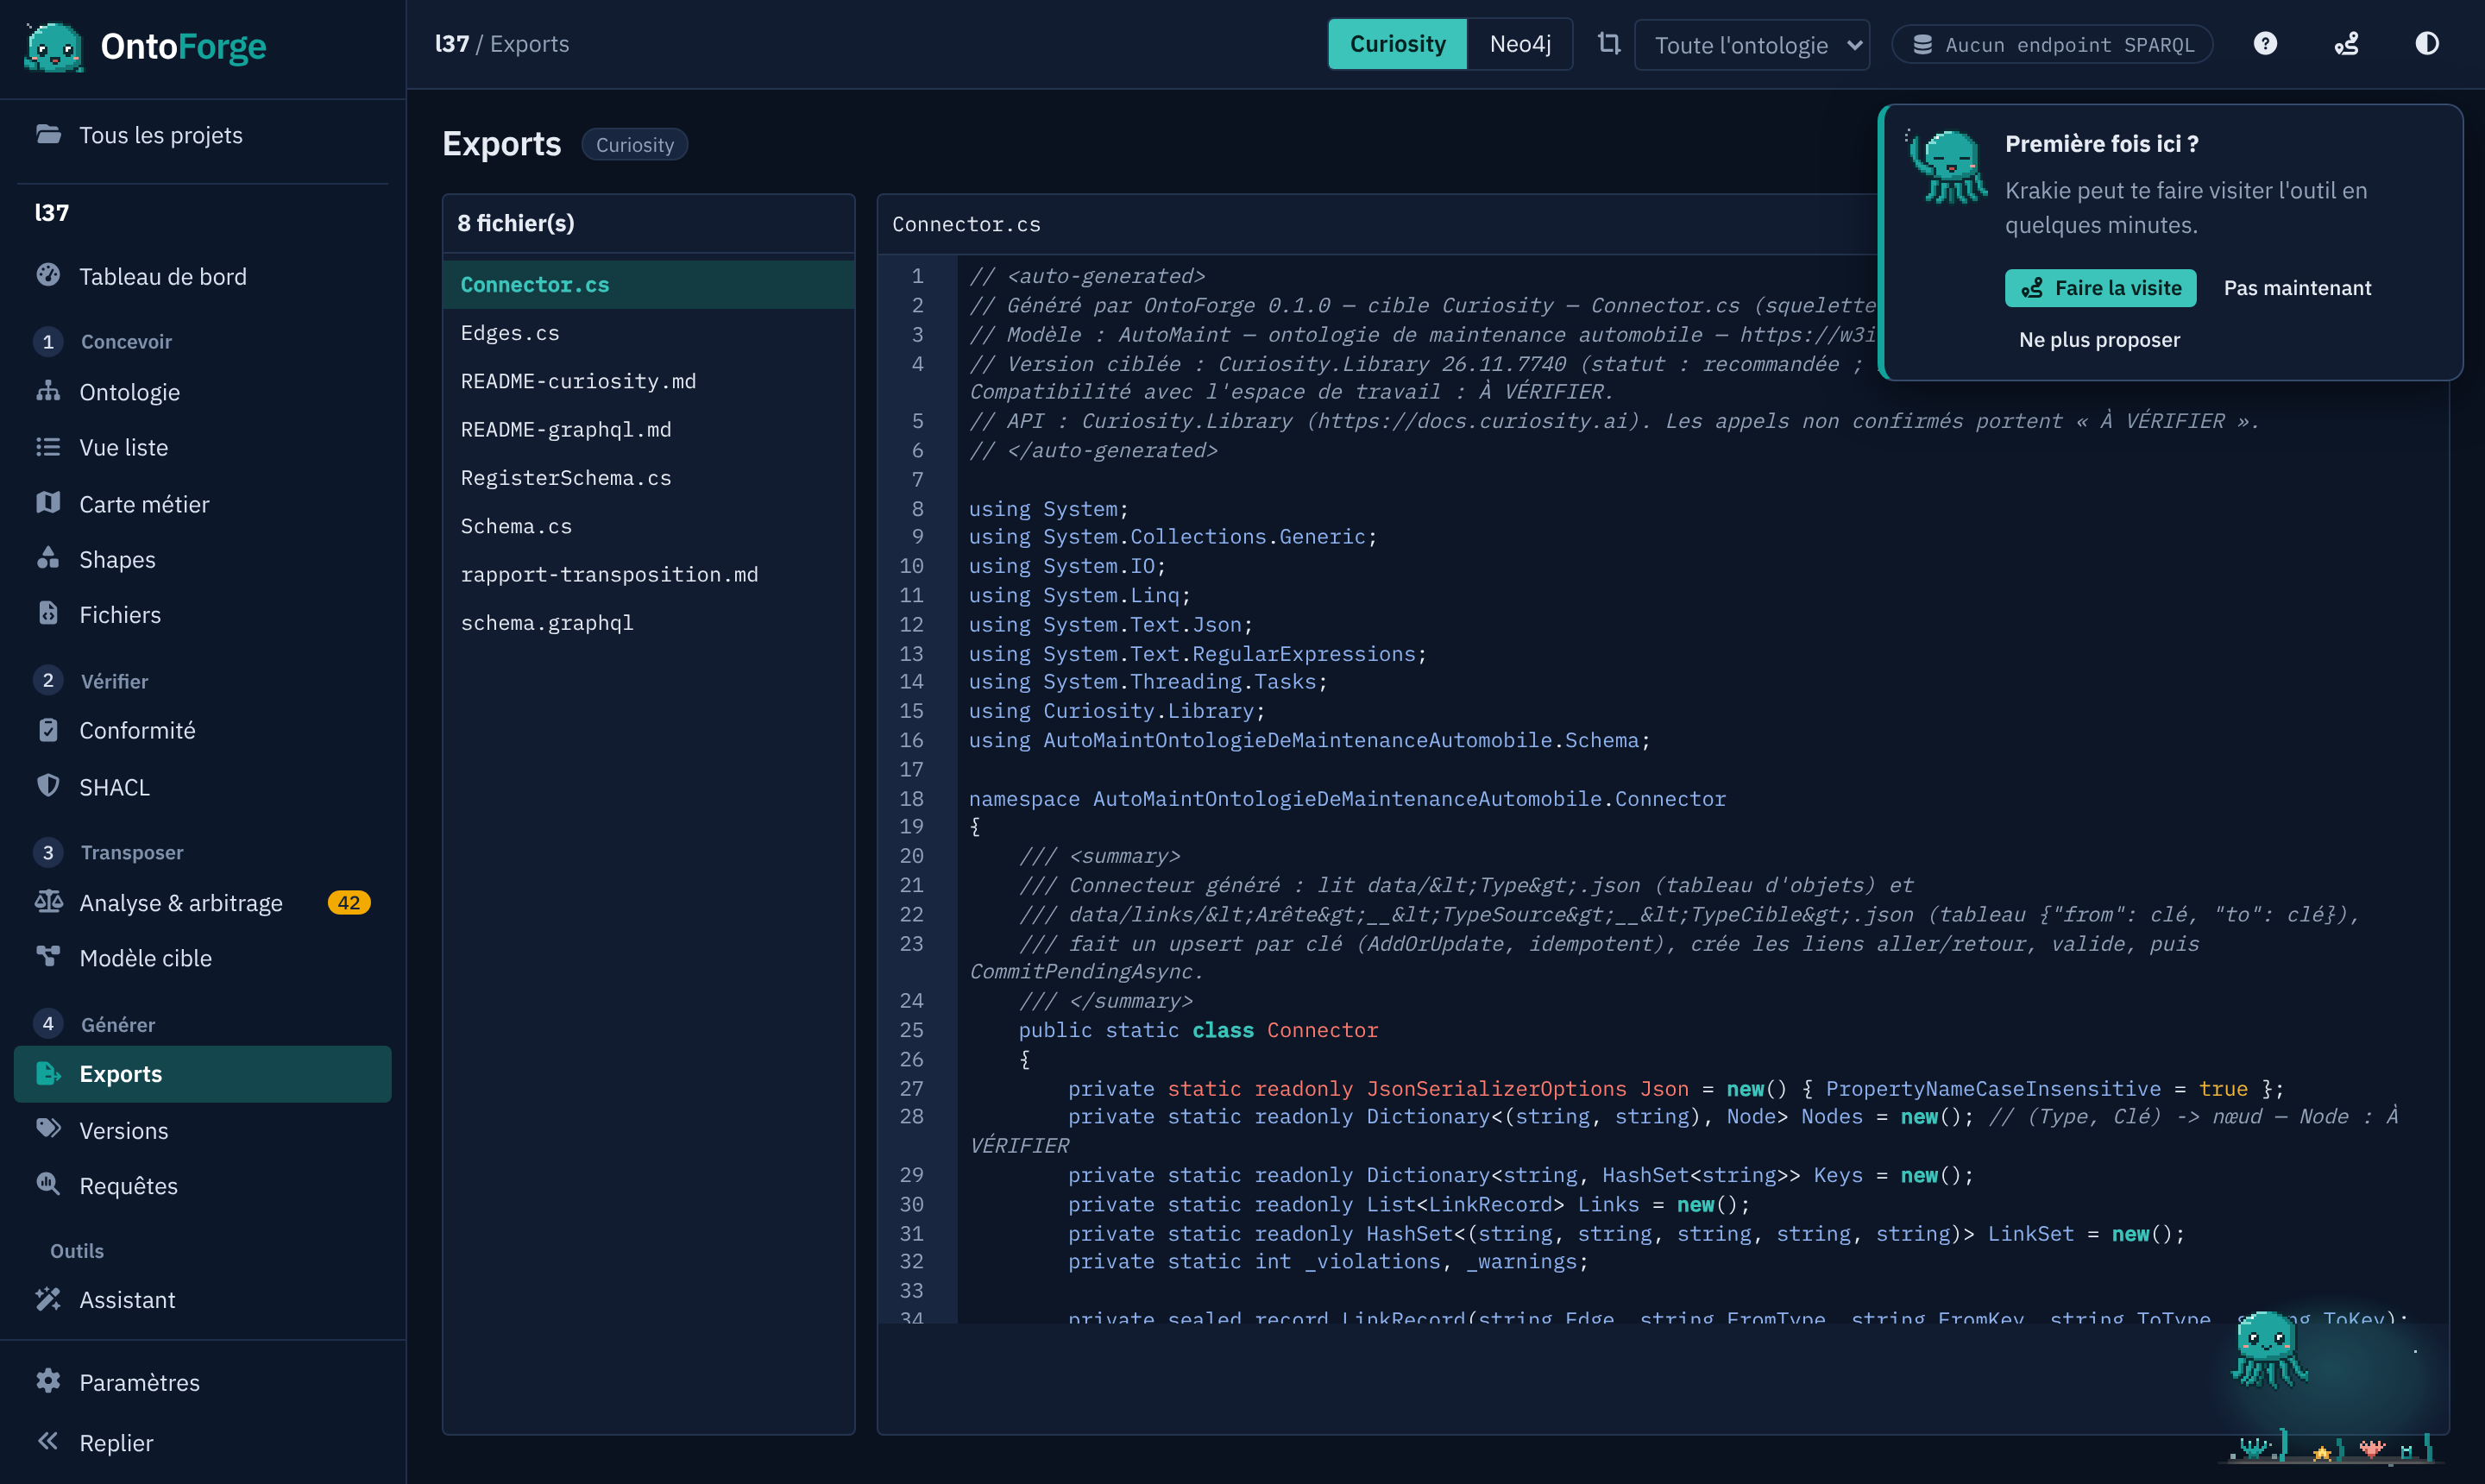 OntoForge
Tous les projets
l37
Tableau de bord
1 Concevoir
Ontologie
Vue liste
Carte métier
Shapes
Fichiers
2 Vérifier
Conformité
SHACL
3 Transposer
Analyse & arbitrage 42
Modèle cible
4 Générer
Exports
Versions
Requêtes
Outils
Assistant
Paramètres
Replier
l37 / Exports
Curiosity Neo4j Toute l'ontologie Aucun endpoint SPARQL
Exports Curiosity
8 fichier(s)
Connector.cs
Edges.cs
README-curiosity.md
README-graphql.md
RegisterSchema.cs
Schema.cs
rapport-transposition.md
schema.graphql
Première fois ici ?
Krakie peut te faire visiter l'outil en
quelques minutes.
Faire la visite Pas maintenant
Ne plus proposer
Connector.cs
1 // <auto-generated>
2 // Généré par OntoForge 0.1.0 — cible Curiosity — Connector.cs (squelette
3 // Modèle : AutoMaint — ontologie de maintenance automobile — https://w3i
4 // Version ciblée : Curiosity.Library 26.11.7740 (statut : recommandée ;
Compatibilité avec l'espace de travail : À VÉRIFIER.
5 // API : Curiosity.Library (https://docs.curiosity.ai). Les appels non confirmés portent « À VÉRIFIER ».
6 // </auto-generated>
7
8 using System;
9 using System.Collections.Generic;
10 using System.IO;
11 using System.Linq;
12 using System.Text.Json;
13 using System.Text.RegularExpressions;
14 using System.Threading.Tasks;
15 using Curiosity.Library;
16 using AutoMaintOntologieDeMaintenanceAutomobile.Schema;
17
18 namespace AutoMaintOntologieDeMaintenanceAutomobile.Connector
19 {
20 /// <summary>
21 /// Connecteur généré : lit data/&lt;Type&gt;.json (tableau d'objets) et
22 /// data/links/&lt;Arête&gt;__&lt;TypeSource&gt;__&lt;TypeCible&gt;.json (tableau {"from": clé, "to": clé}),
23 /// fait un upsert par clé (AddOrUpdate, idempotent), crée les liens aller/retour, valide, puis
CommitPendingAsync.
24 /// </summary>
25 public static class Connector
26 {
27 private static readonly JsonSerializerOptions Json = new() { PropertyNameCaseInsensitive = true };
28 private static readonly Dictionary<(string, string), Node> Nodes = new(); // (Type, Clé) -> nœud — Node : À
VÉRIFIER
29 private static readonly Dictionary<string, HashSet<string>> Keys = new();
30 private static readonly List<LinkRecord> Links = new();
31 private static readonly HashSet<(string, string, string, string, string)> LinkSet = new();
32 private static int _violations, _warnings;
33
34 private sealed record LinkRecord(string Edge, string FromType, string FromKey, string ToType, string ToKey);